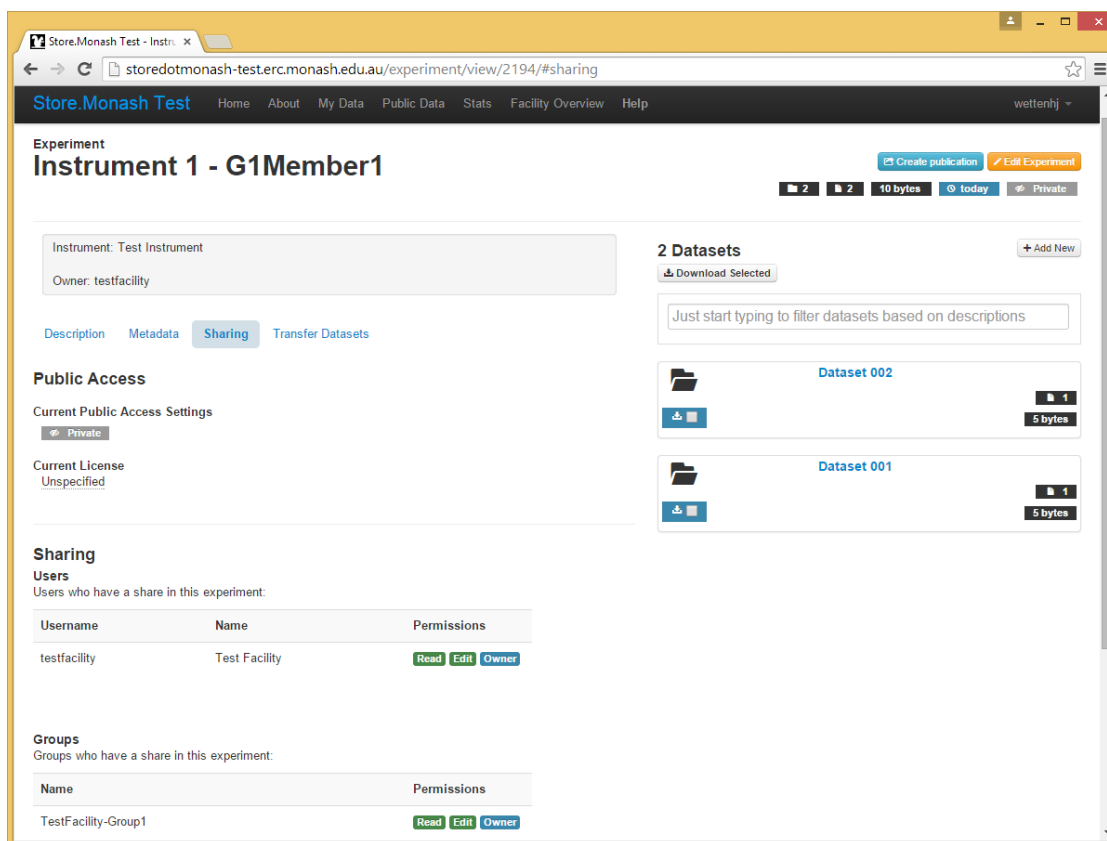 Store.Monash Test - Instru
storedotmonash-test.erc.monash.edu.au/experiment/view/2194/#sharing
Store.Monash Test Home About My Data Public Data Stats Facility Overview Help wettenhj
Experiment
Instrument 1 - G1Member1
Create publication Edit Experiment
2 2 10 bytes today Private
Instrument: Test Instrument
Owner: testfacility
Description Metadata Sharing Transfer Datasets
Public Access
Current Public Access Settings
Private
Current License
Unspecified
Sharing
Users
Users who have a share in this experiment:
Username Name Permissions
testfacility Test Facility Read Edit Owner
Groups
Groups who have a share in this experiment:
Name Permissions
TestFacility-Group1 Read Edit Owner
2 Datasets
+ Add New
Download Selected
Just start typing to filter datasets based on descriptions
Dataset 002
1
5 bytes
Dataset 001
1
5 bytes